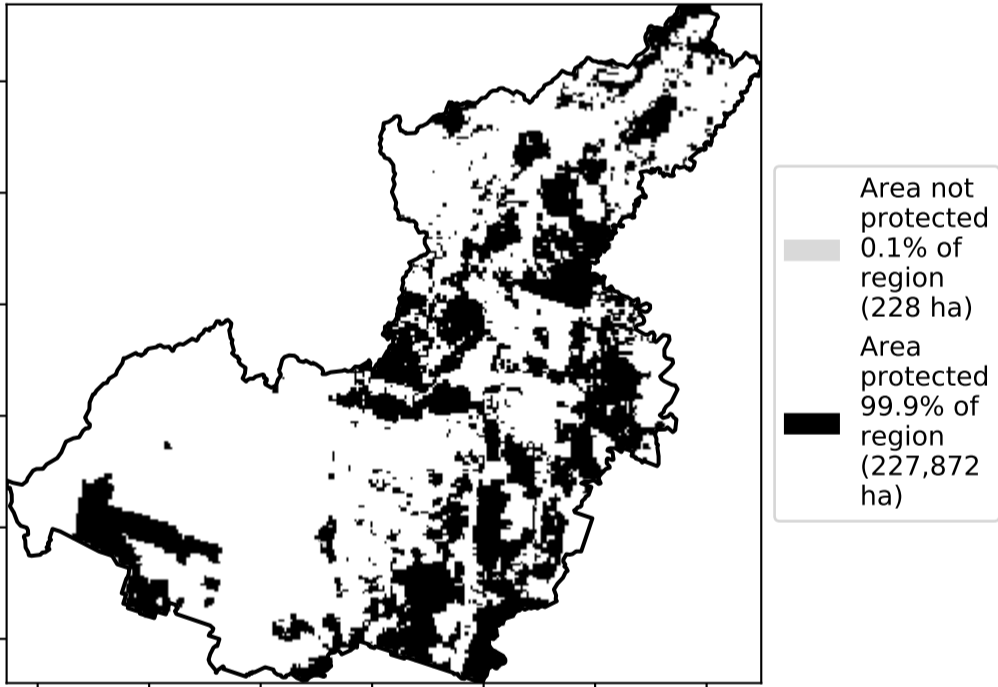 Area not
protected
0.1% of
region
(228 ha)
Area
protected
99.9% of
region
(227,872
ha)